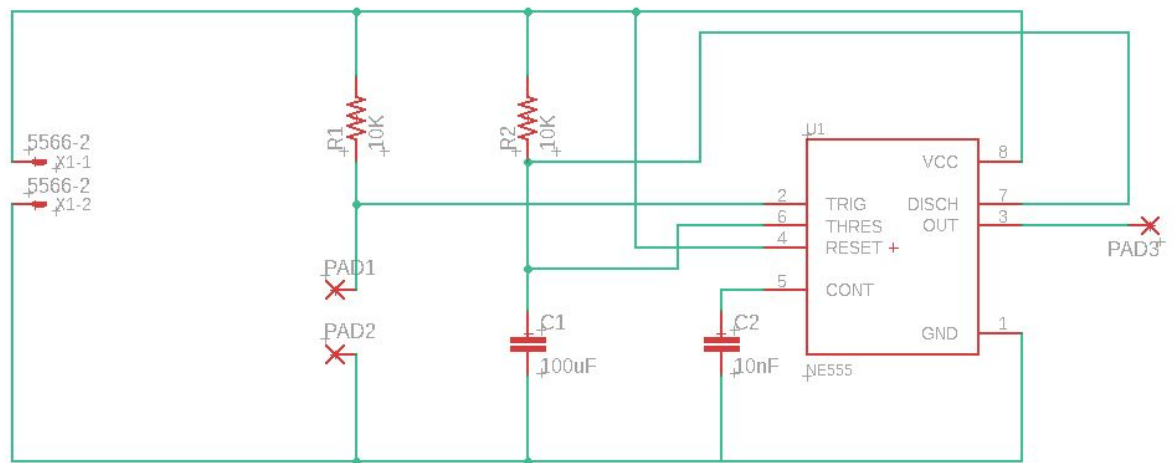 5566-2
X1-1
5566-2
X1-2
R1
10K
R2
10K
PAD1
PAD2
C1
100uF
C2
10nF
U1
VCC
8
2
TRIG
DISCH
7
6
THRES
OUT
3
4
RESET +
PAD3
5
CONT
GND
1
NE555